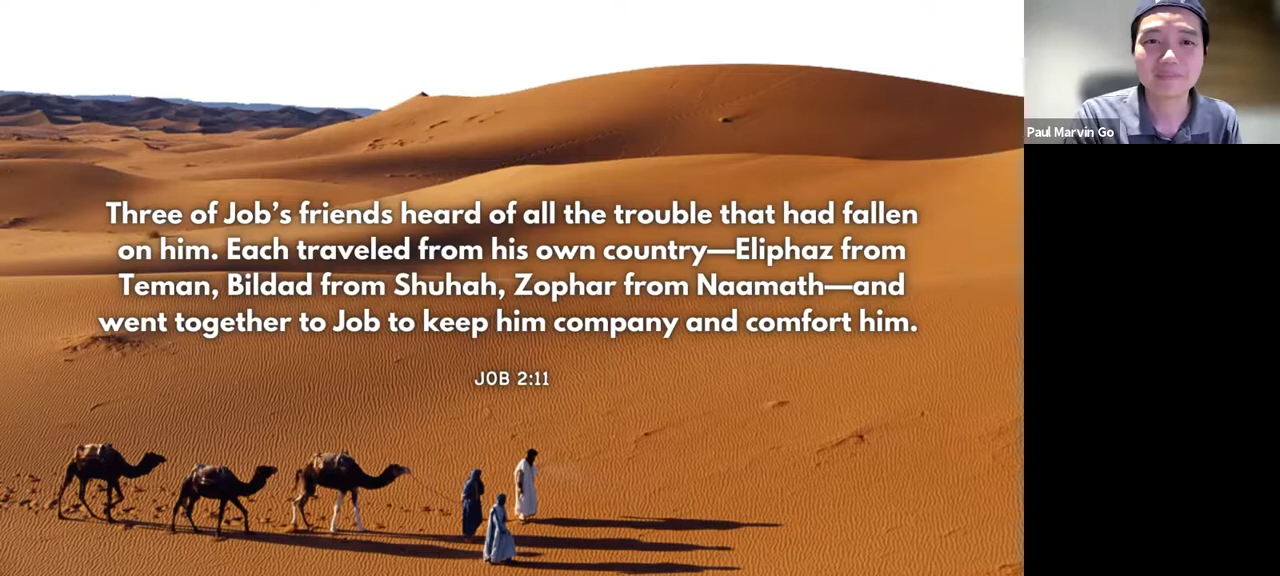 Three of Job’s friends heard of all the trouble that had fallen
on him. Each traveled from his own country—Eliphaz from
Teman, Bildad from Shuhah, Zophar from Naamath—and
went together to Job to keep him company and comfort him.
JOB 2:11
Paul Marvin Go